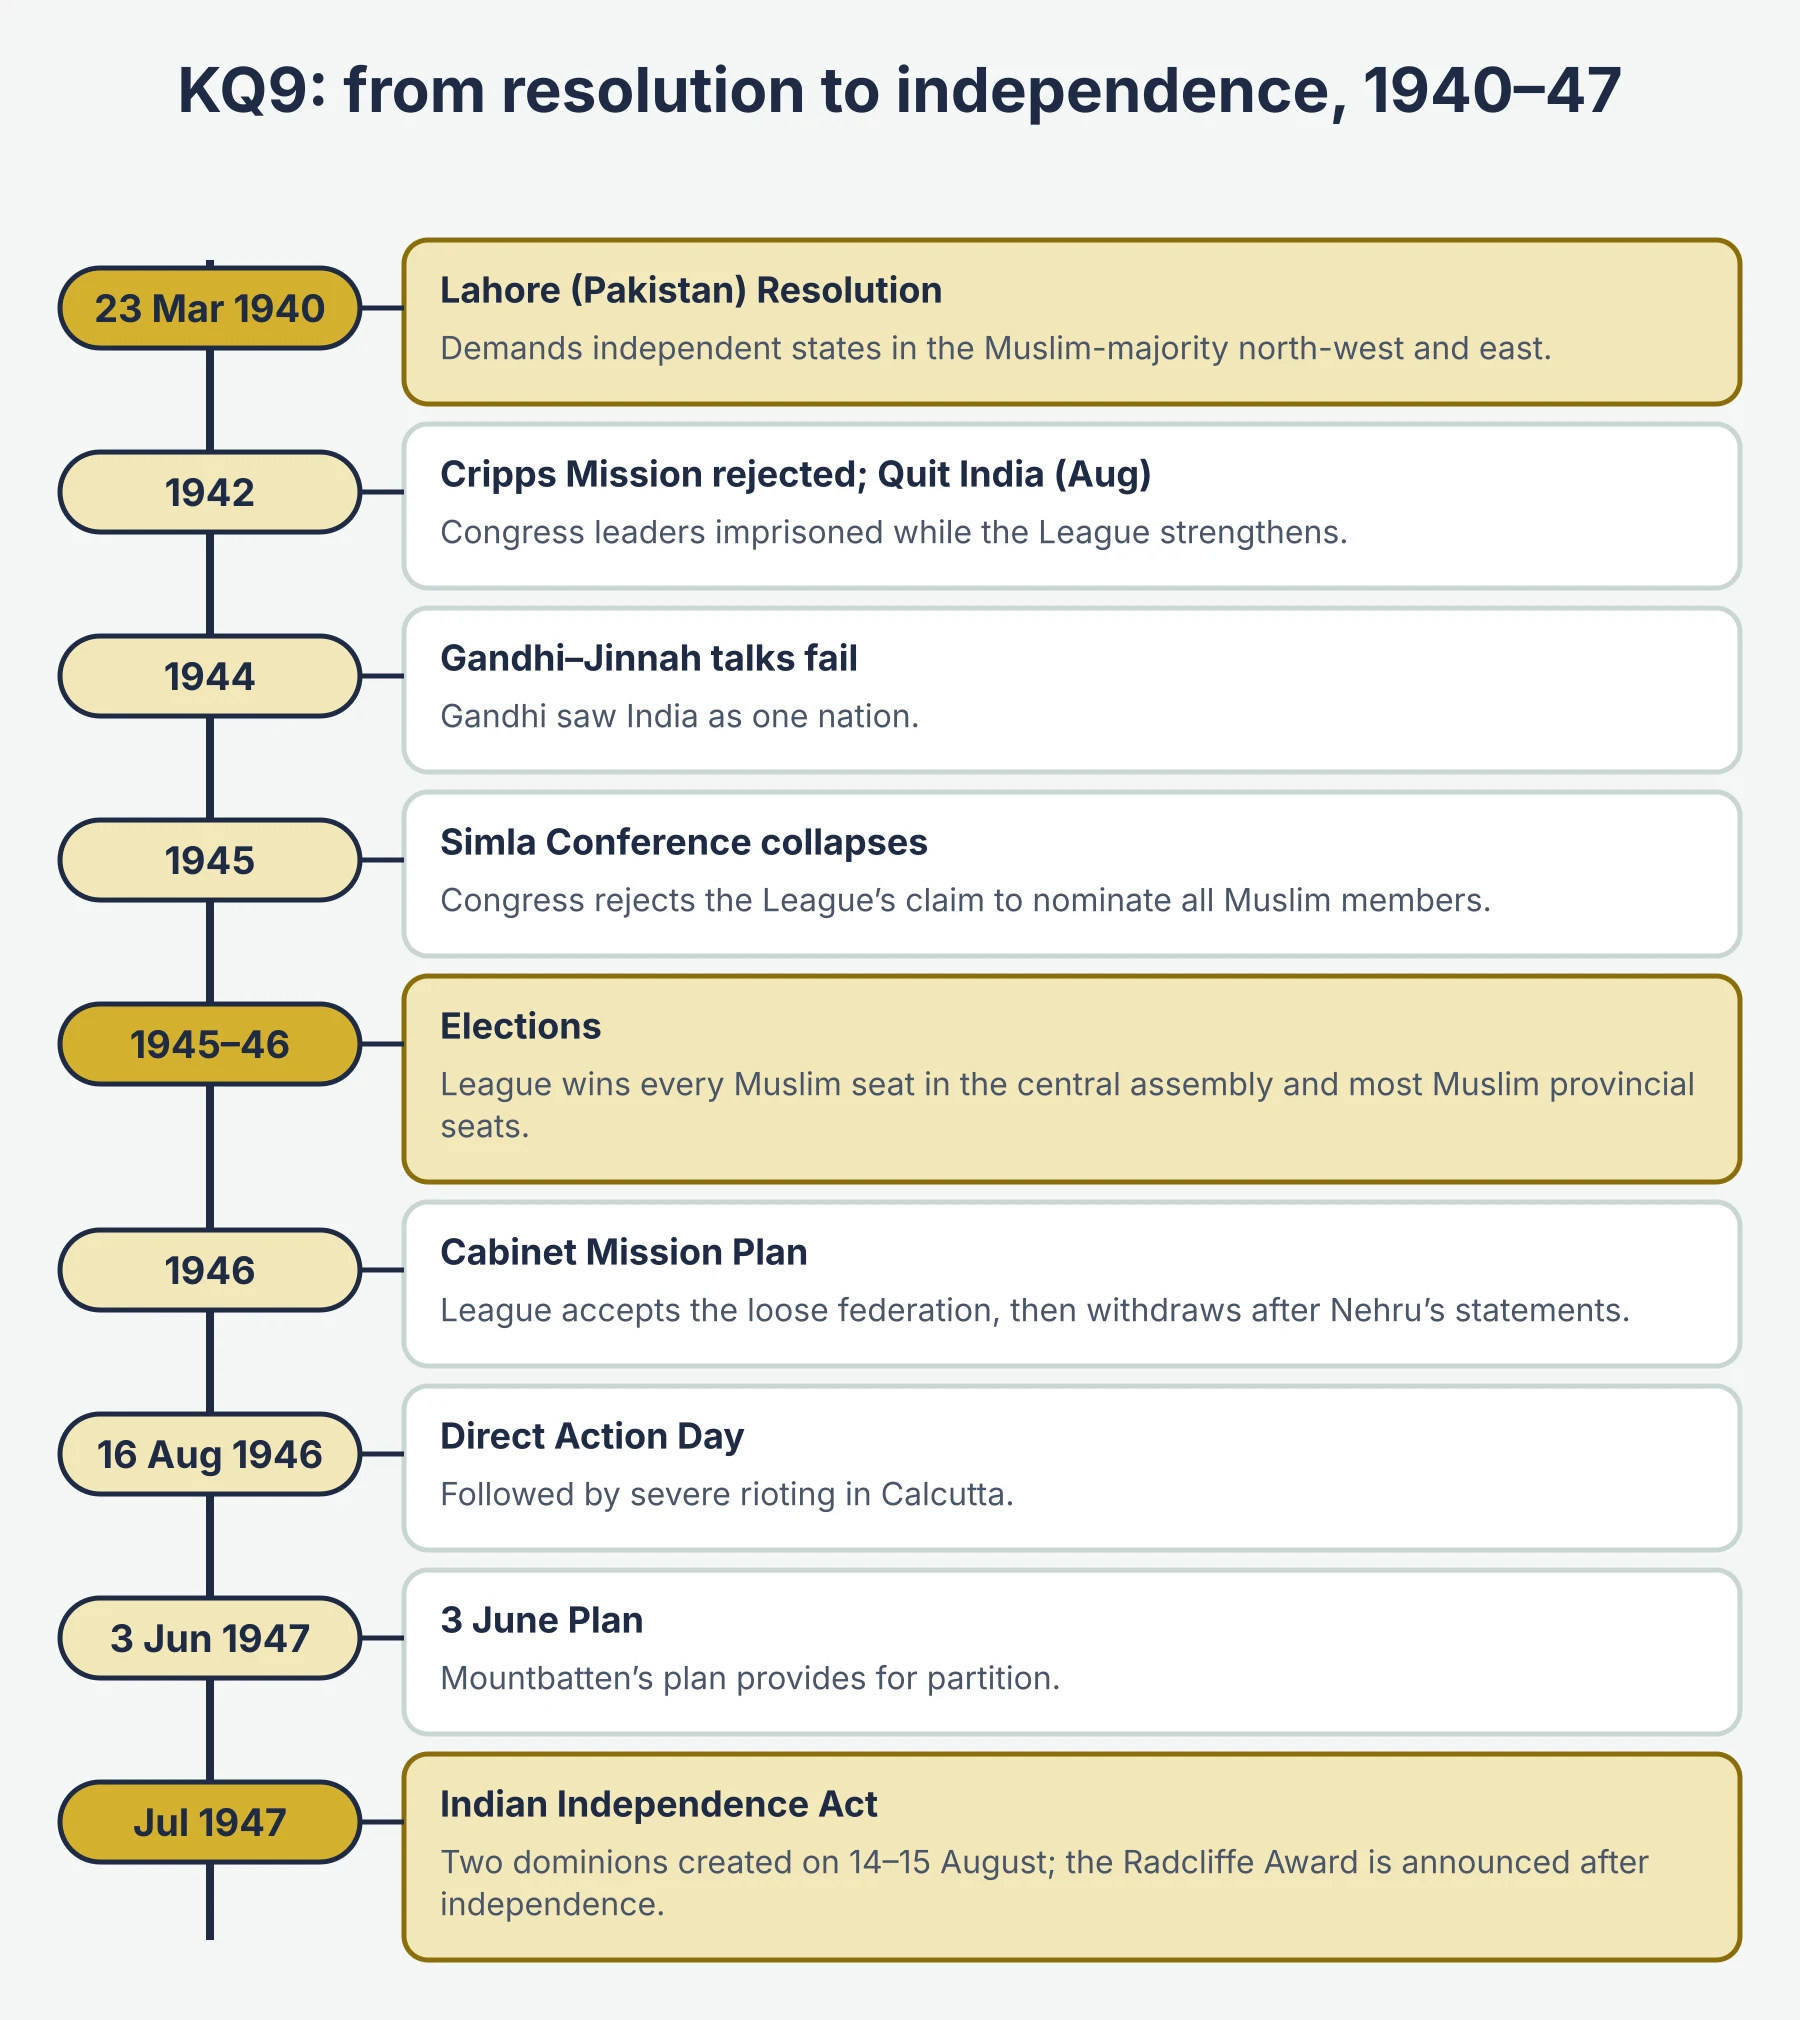 KQ9: from resolution to independence, 1940–47
23 Mar 1940
Lahore (Pakistan) Resolution
Demands independent states in the Muslim-majority north-west and east.
1942
Cripps Mission rejected; Quit India (Aug)
Congress leaders imprisoned while the League strengthens.
1944
Gandhi–Jinnah talks fail
Gandhi saw India as one nation.
1945
Simla Conference collapses
Congress rejects the League’s claim to nominate all Muslim members.
1945–46
Elections
League wins every Muslim seat in the central assembly and most Muslim provincial
seats.
1946
Cabinet Mission Plan
League accepts the loose federation, then withdraws after Nehru’s statements.
16 Aug 1946
Direct Action Day
Followed by severe rioting in Calcutta.
3 Jun 1947
3 June Plan
Mountbatten’s plan provides for partition.
Jul 1947
Indian Independence Act
Two dominions created on 14–15 August; the Radcliffe Award is announced after
independence.